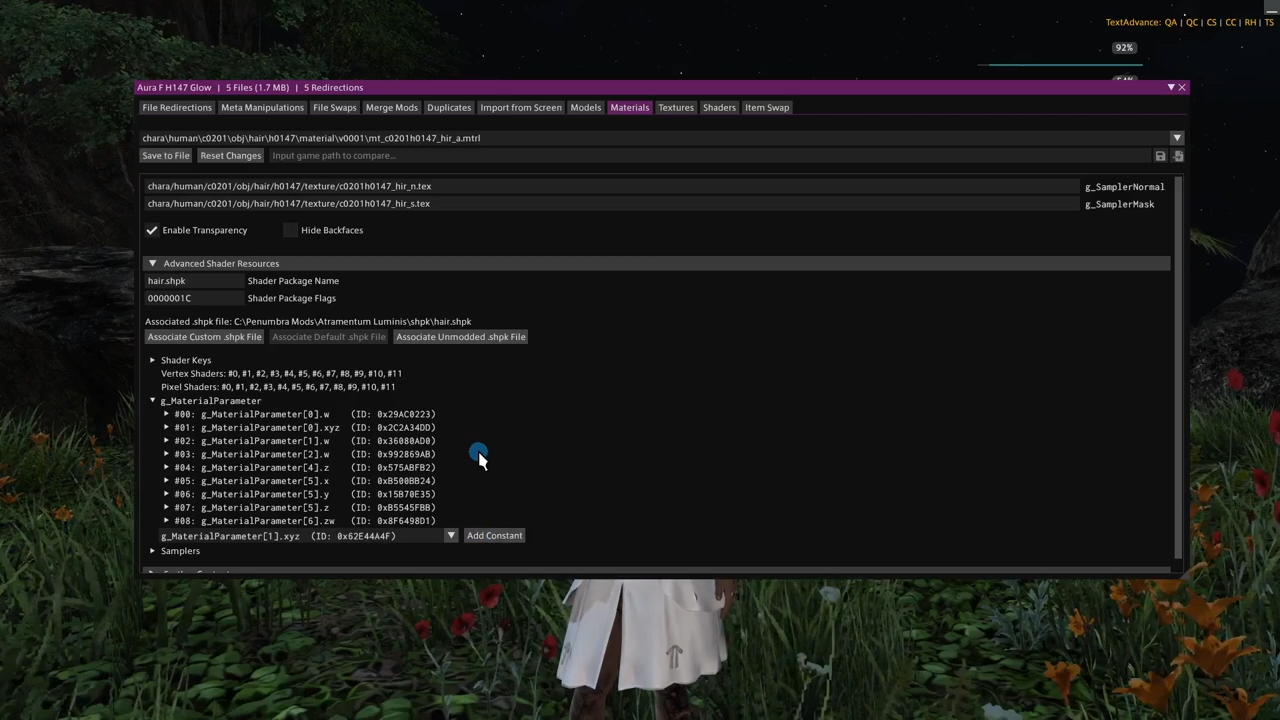 TextAdvance: QA | QC | CS | CC | RH | TS
92%
Aura F H147 Glow | 5 Files (1.7 MB) | 5 Redirections
File Redirections Meta Manipulations File Swaps Merge Mods Duplicates Import from Screen Models Materials Textures Shaders Item Swap
chara\human\c0201\obj\hair\h0147\material\v0001\mt_c0201h0147_hir_a.mtrl
Save to File Reset Changes Input game path to compare...
chara/human/c0201/obj/hair/h0147/texture/c0201h0147_hir_n.tex g_SamplerNormal
chara/human/c0201/obj/hair/h0147/texture/c0201h0147_hir_s.tex g_SamplerMask
Enable Transparency Hide Backfaces
Advanced Shader Resources
hair.shpk Shader Package Name
0000001C Shader Package Flags
Associated .shpk file: C:\Penumbra Mods\Atramentum Luminis\shpk\hair.shpk
Associate Custom .shpk File Associate Default .shpk File Associate Unmodded .shpk File
Shader Keys
Vertex Shaders: #0, #1, #2, #3, #4, #5, #6, #7, #8, #9, #10, #11
Pixel Shaders: #0, #1, #2, #3, #4, #5, #6, #7, #8, #9, #10, #11
g_MaterialParameter
#00: g_MaterialParameter[0].w (ID: 0x29AC0223)
#01: g_MaterialParameter[0].xyz (ID: 0x2C2A34DD)
#02: g_MaterialParameter[1].w (ID: 0x36080AD0)
#03: g_MaterialParameter[2].w (ID: 0x992869AB)
#04: g_MaterialParameter[4].z (ID: 0x575ABFB2)
#05: g_MaterialParameter[5].x (ID: 0xB500BB24)
#06: g_MaterialParameter[5].y (ID: 0x15B70E35)
#07: g_MaterialParameter[5].z (ID: 0xB5545FBB)
#08: g_MaterialParameter[6].zw (ID: 0x8F6498D1)
g_MaterialParameter[1].xyz (ID: 0x62E44A4F) Add Constant
Samplers